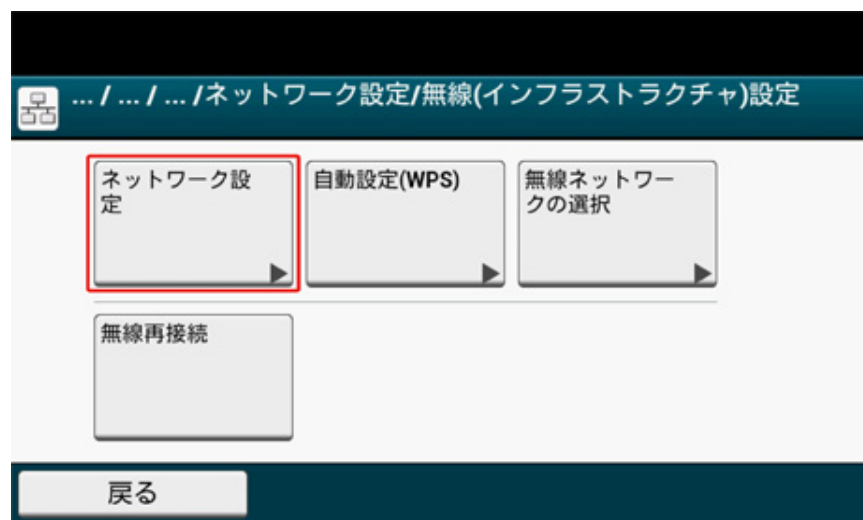 ... / ... / ... /ネットワーク設定/無線(インフラストラクチャ)設定
ネットワーク設
定
自動設定(WPS)
無線ネットワー
クの選択
無線再接続
戻る